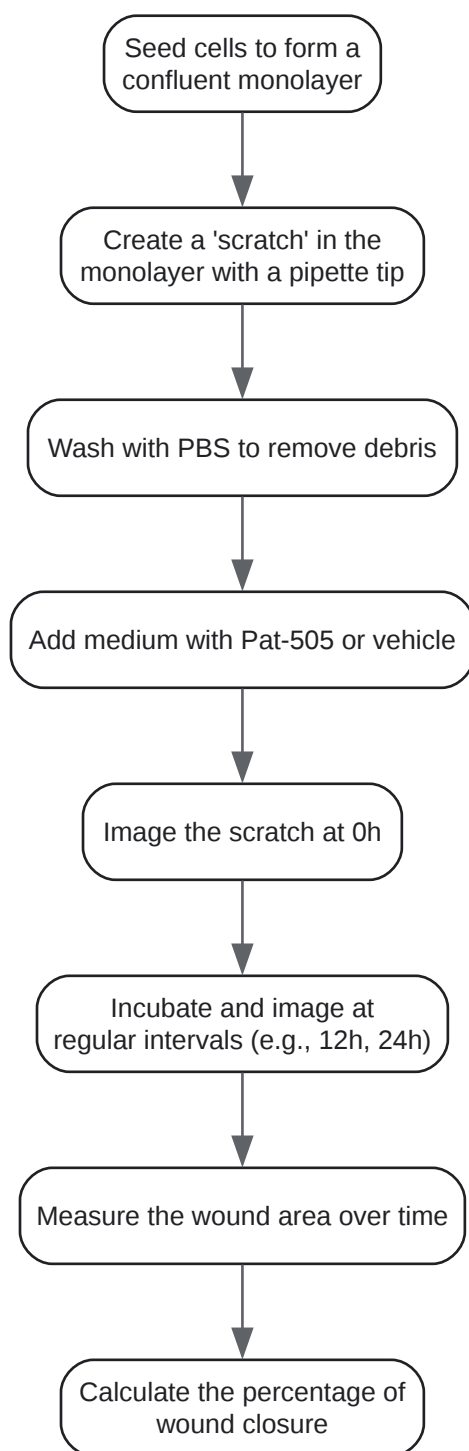 Seed cells to form a
confluent monolayer
Create a 'scratch' in the
monolayer with a pipette tip
Wash with PBS to remove debris
Add medium with Pat-505 or vehicle
Image the scratch at 0h
Incubate and image at
regular intervals (e.g., 12h, 24h)
Measure the wound area over time
Calculate the percentage of
wound closure